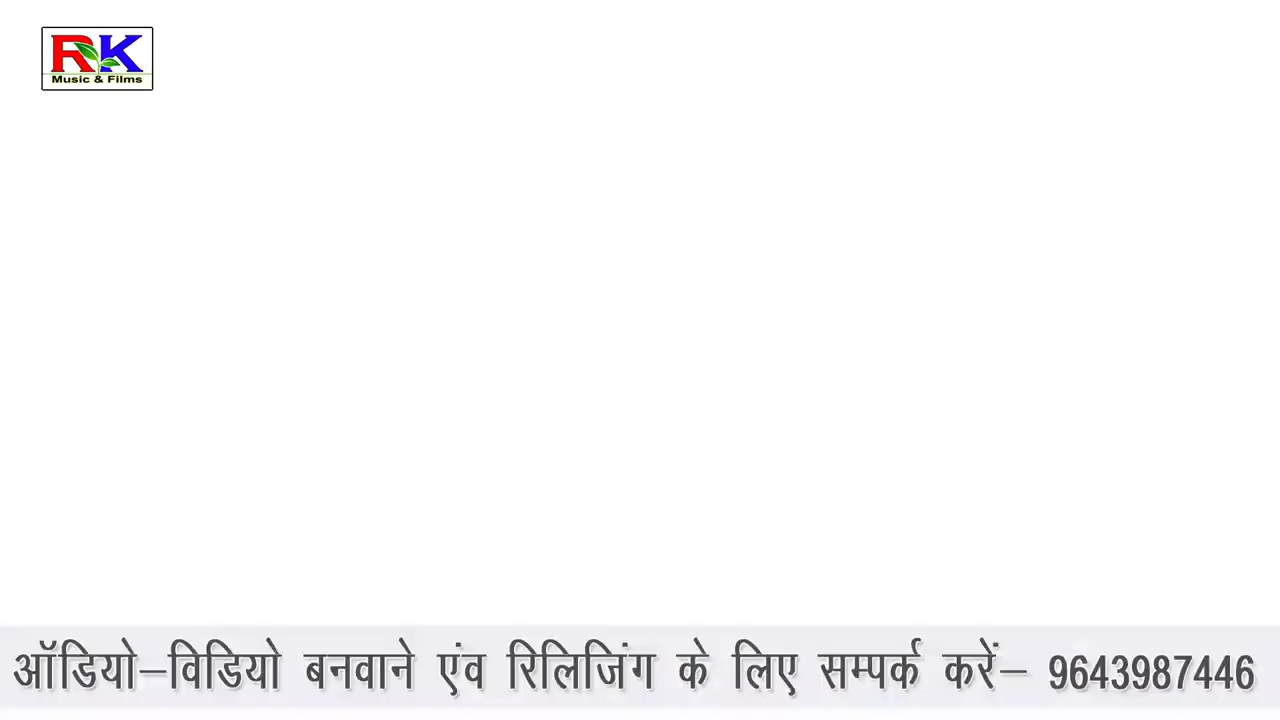 RK
Music & Films
ऑडियो-विडियो बनवाने एंव रिलिजिंग के लिए सम्पर्क करें- 9643987446